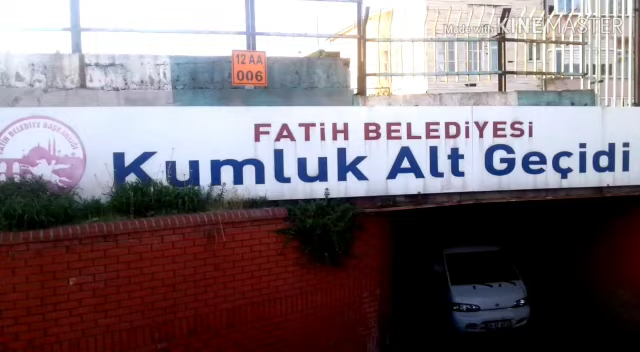 Made with KINEMASTER
12 AA
006
FATİH BELEDİYESİ
Kumluk Alt Geçidi